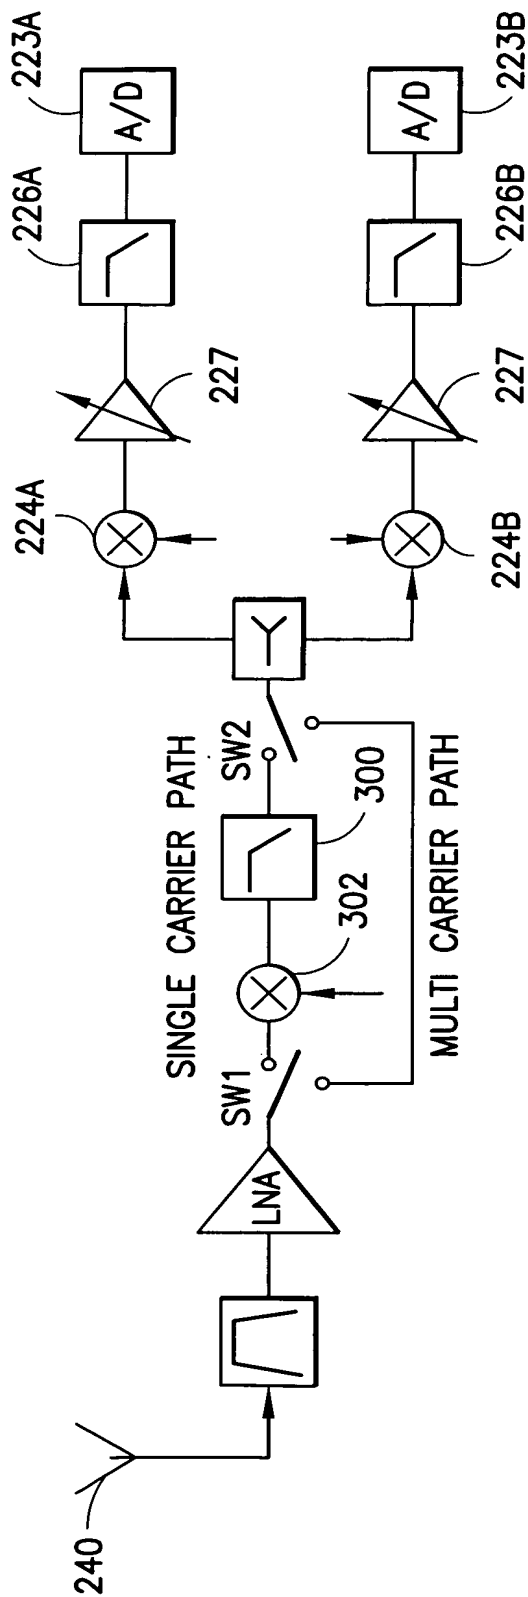 240
LNA
SW1
SINGLE CARRIER PATH
302
300
SW2
MULTI CARRIER PATH
224A
227
226A
A/D
223A
224B
227
226B
A/D
223B